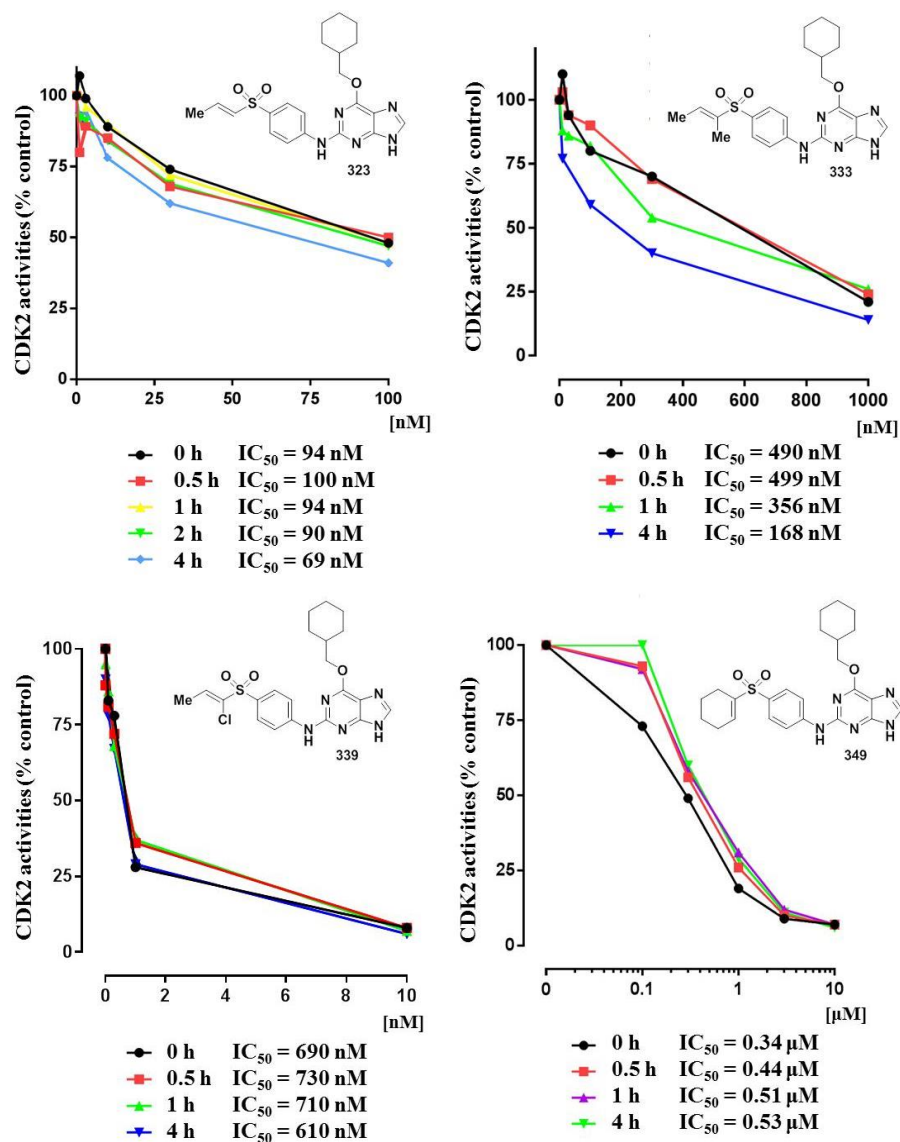 CDK2 activities (% control)
100
75
50
25
0
0 25 50 75 100
[nM]
Me
O O
S
O
N
N
N
N
N
H
H
323
0 h IC50 = 94 nM
0.5 h IC50 = 100 nM
1 h IC50 = 94 nM
2 h IC50 = 90 nM
4 h IC50 = 69 nM
CDK2 activities (% control)
100
75
50
25
0
0 200 400 600 800 1000
[nM]
Me
Me
O O
S
O
N
N
N
N
N
H
H
333
0 h IC50 = 490 nM
0.5 h IC50 = 499 nM
1 h IC50 = 356 nM
4 h IC50 = 168 nM
CDK2 activities (% control)
100
75
50
25
0
0 2 4 6 8 10
[nM]
Me
Cl
O O
S
O
N
N
N
N
N
H
H
339
0 h IC50 = 690 nM
0.5 h IC50 = 730 nM
1 h IC50 = 710 nM
4 h IC50 = 610 nM
CDK2 activities (% control)
100
75
50
25
0
0 0.1 1 10
[µM]
O O
S
O
N
N
N
N
N
H
H
349
0 h IC50 = 0.34 µM
0.5 h IC50 = 0.44 µM
1 h IC50 = 0.51 µM
4 h IC50 = 0.53 µM